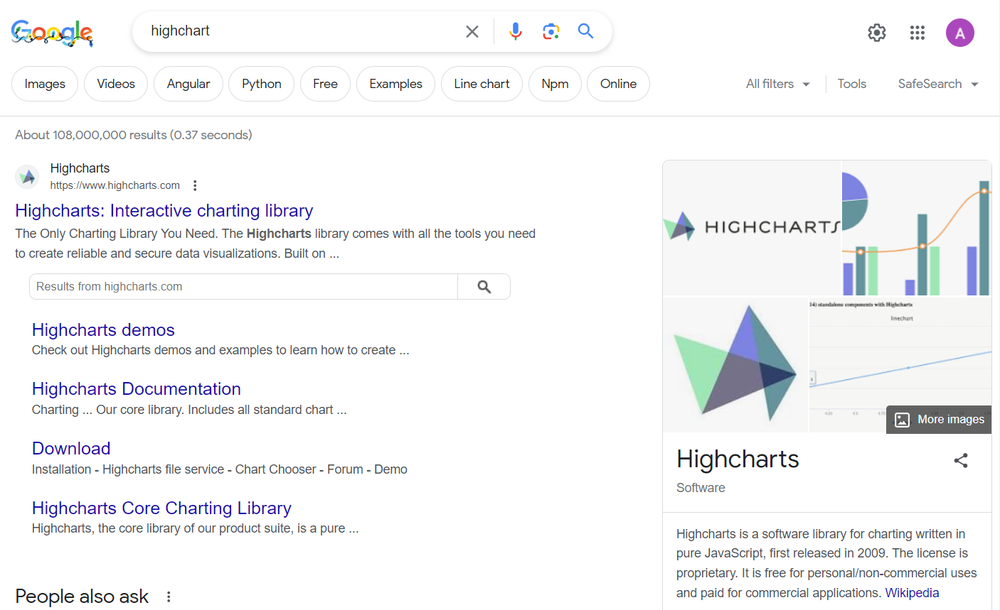 Google
highchart
A
Images
Videos
Angular
Python
Free
Examples
Line chart
Npm
Online
All filters
Tools
SafeSearch
About 108,000,000 results (0.37 seconds)
Highcharts
https://www.highcharts.com
Highcharts: Interactive charting library
The Only Charting Library You Need. The Highcharts library comes with all the tools you need
to create reliable and secure data visualizations. Built on ...
Results from highcharts.com
Highcharts demos
Check out Highcharts demos and examples to learn how to create ...
Highcharts Documentation
Charting ... Our core library. Includes all standard chart ...
Download
Installation - Highcharts file service - Chart Chooser - Forum - Demo
Highcharts Core Charting Library
Highcharts, the core library of our product suite, is a pure ...
People also ask
HIGHCHARTS
14) standalone components with Highcharts
linechart
1
0.25
0.5
0.75
More images
Highcharts
Software
Highcharts is a software library for charting written in
pure JavaScript, first released in 2009. The license is
proprietary. It is free for personal/non-commercial uses
and paid for commercial applications. Wikipedia